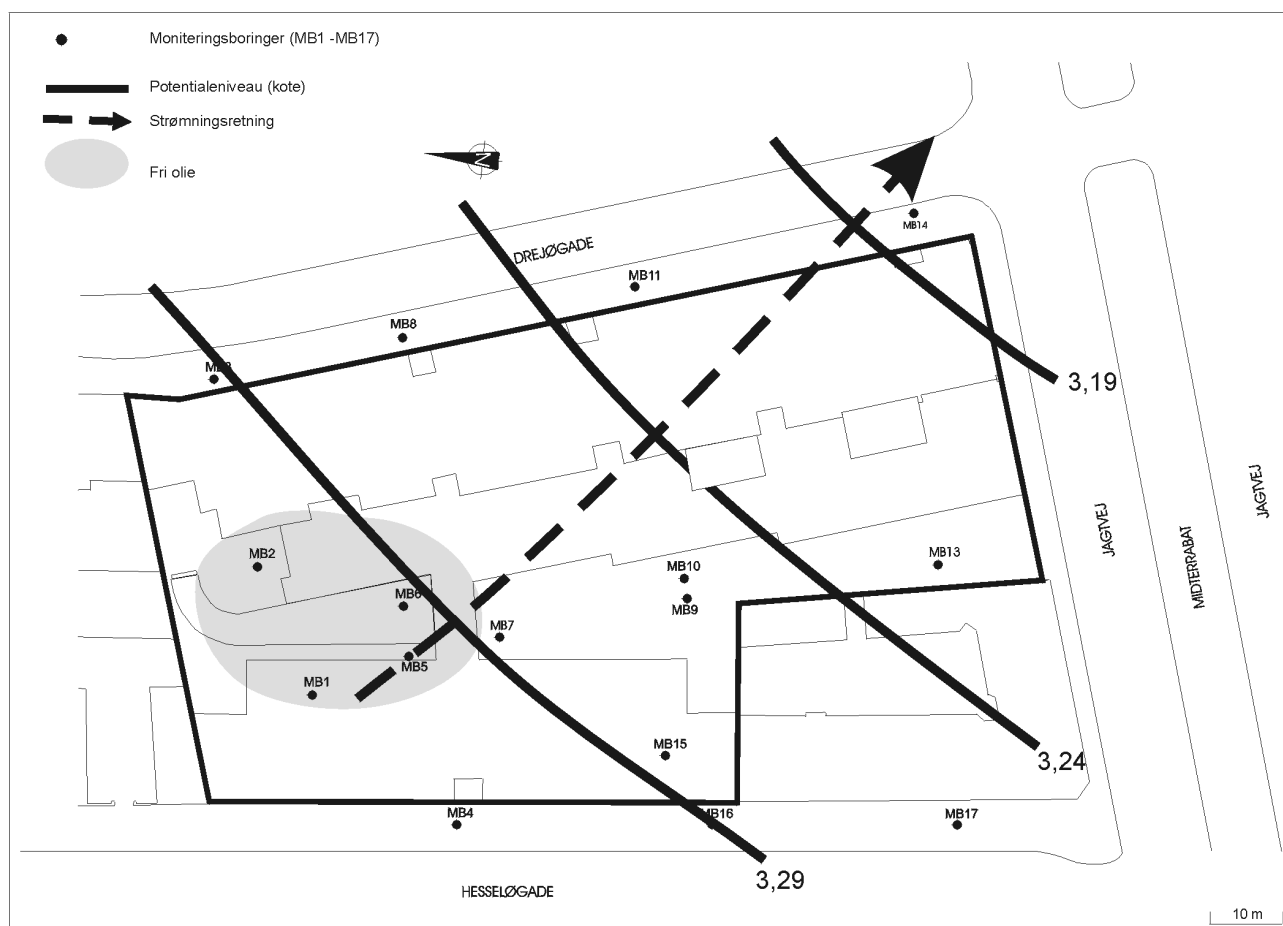 Moniteringsboringer (MB1 -MB17)
Potentialeniveau (kote)
Strømningsretning
Fri olie
N
DREJØGADE
MB14
MB11
MB8
3,19
JAGTVEJ
JAGTVEJ
MIDTERRABAT
MB2
MB10
MB13
MB6
MB9
MB7
MB5
MB1
MB15
3,24
MB4
MB16
MB17
3,29
HESSELØGADE
10 m